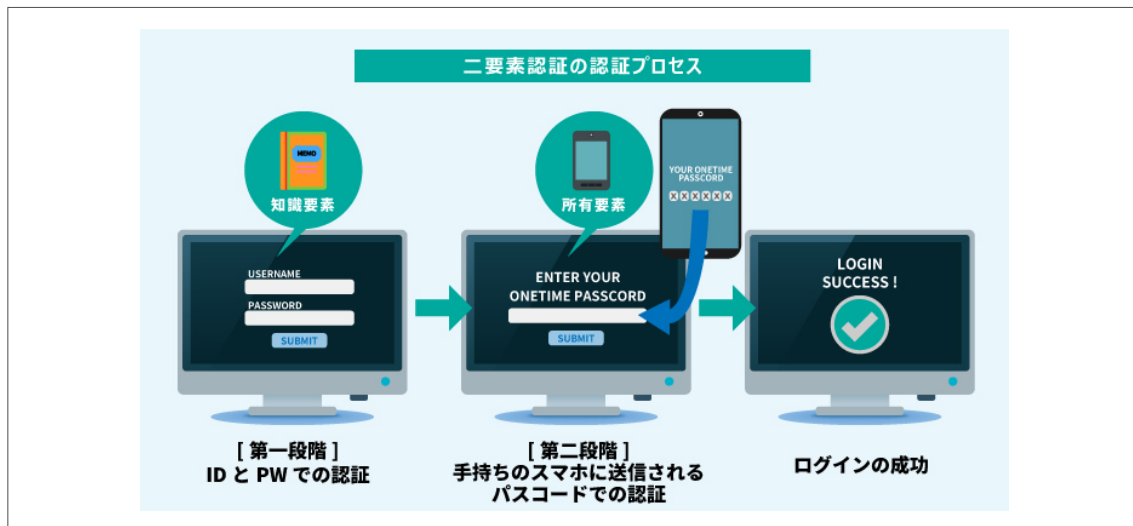 二要素認証の認証プロセス
MEMO
知識要素
USERNAME
PASSWORD
SUBMIT
所有要素
YOUR ONETIME
PASSCORD
XXXXXX
ENTER YOUR
ONETIME PASSCORD
SUBMIT
LOGIN
SUCCESS !
[ 第一段階 ]
ID と PW での認証
[ 第二段階 ]
手持ちのスマホに送信される
パスコードでの認証
ログインの成功